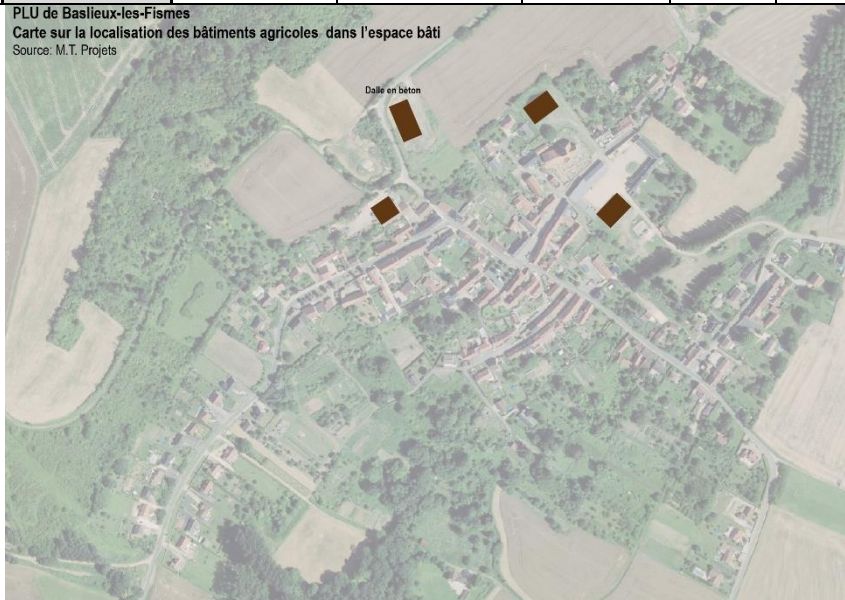 PLU de Baslieux-les-Fismes
Carte sur la localisation des bâtiments agricoles dans l'espace bâti
Source: M.T. Projets
Dalle en béton